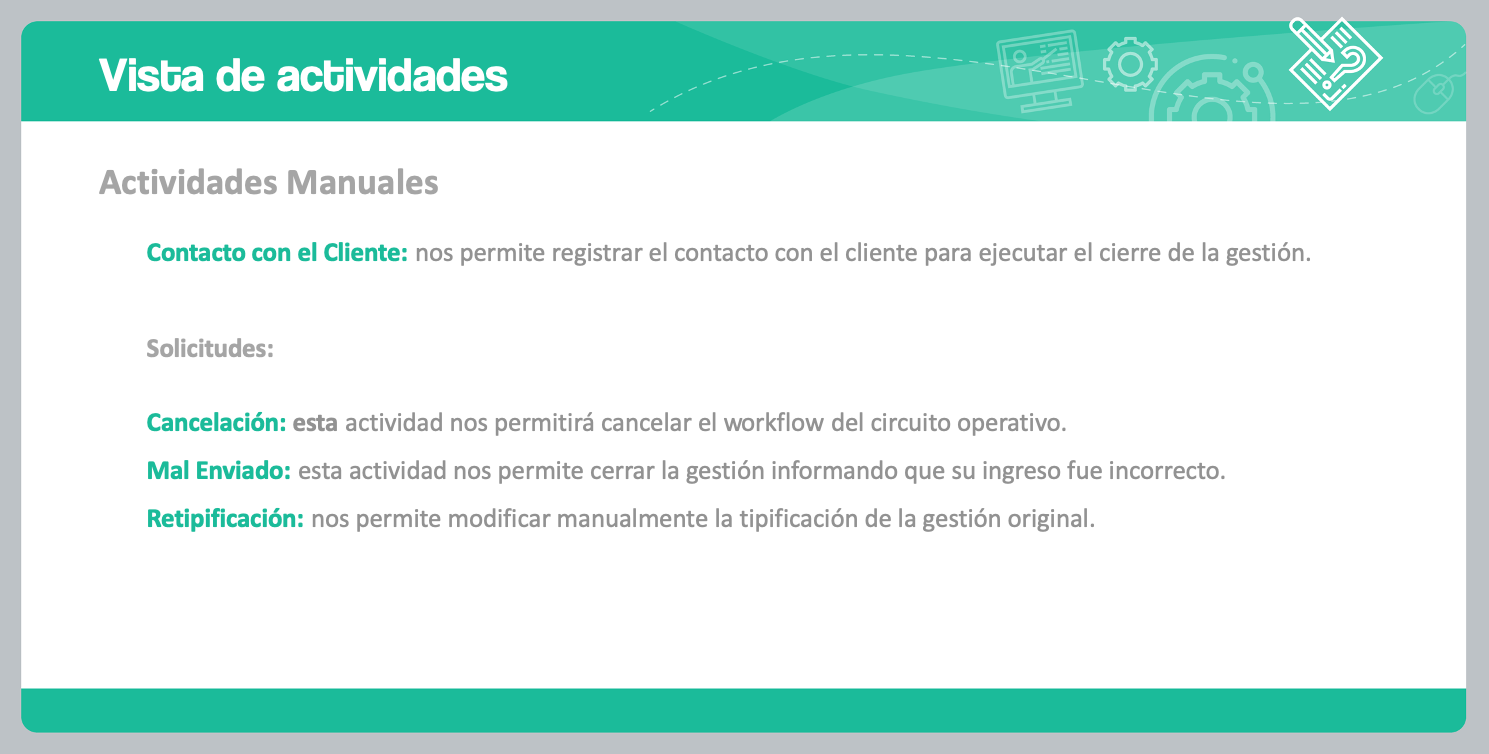 Vista de actividades
Actividades Manuales
Contacto con el Cliente: nos permite registrar el contacto con el cliente para ejecutar el cierre de la gestión.
Solicitudes:
Cancelación: esta actividad nos permitirá cancelar el workflow del circuito operativo.
Mal Enviado: esta actividad nos permite cerrar la gestión informando que su ingreso fue incorrecto.
Retipificación: nos permite modificar manualmente la tipificación de la gestión original.